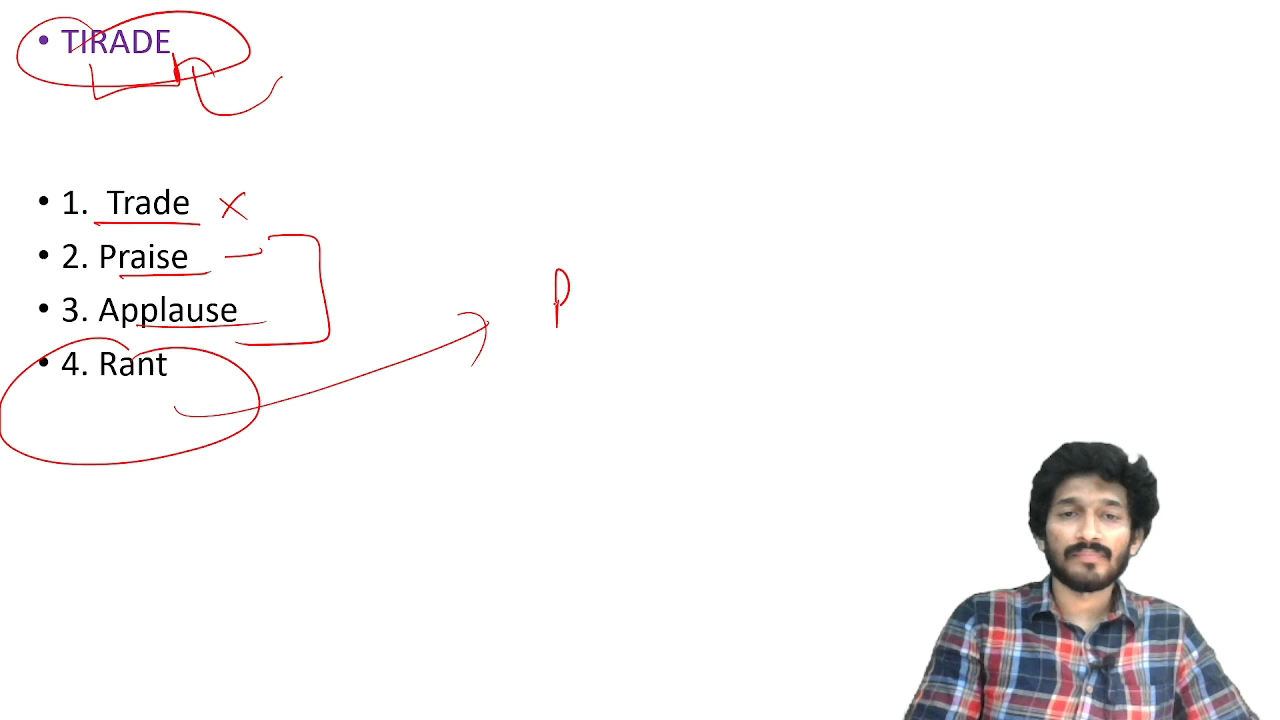 • TIRADE
• 1. Trade X
• 2. Praise
• 3. Applause
• 4. Rant
P